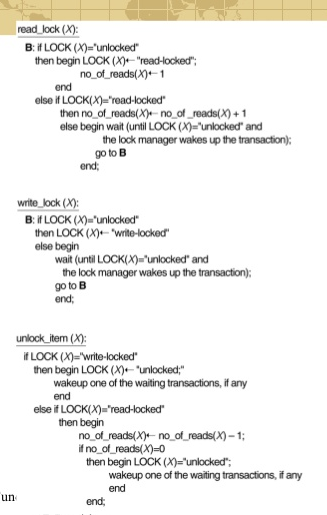 read_lock (X):
B: if LOCK (X)="unlocked"
then begin LOCK (X)← "read-locked";
no_of_reads(X)← 1
end
else if LOCK(X)="read-locked"
then no_of_reads(X)← no_of _reads(X) + 1
else begin wait (until LOCK (X)="unlocked" and
the lock manager wakes up the transaction);
go to B
end;
write_lock (X):
B: if LOCK (X)="unlocked"
then LOCK (X)← "write-locked"
else begin
wait (until LOCK(X)="unlocked" and
the lock manager wakes up the transaction);
go to B
end;
unlock_item (X):
if LOCK (X)="write-locked"
then begin LOCK (X)← "unlocked;"
wakeup one of the waiting transactions, if any
end
else if LOCK(X)="read-locked"
then begin
no_of_reads(X)← no_of_reads(X) – 1;
if no_of_reads(X)=0
then begin LOCK (X)="unlocked";
wakeup one of the waiting transactions, if any
end
end;